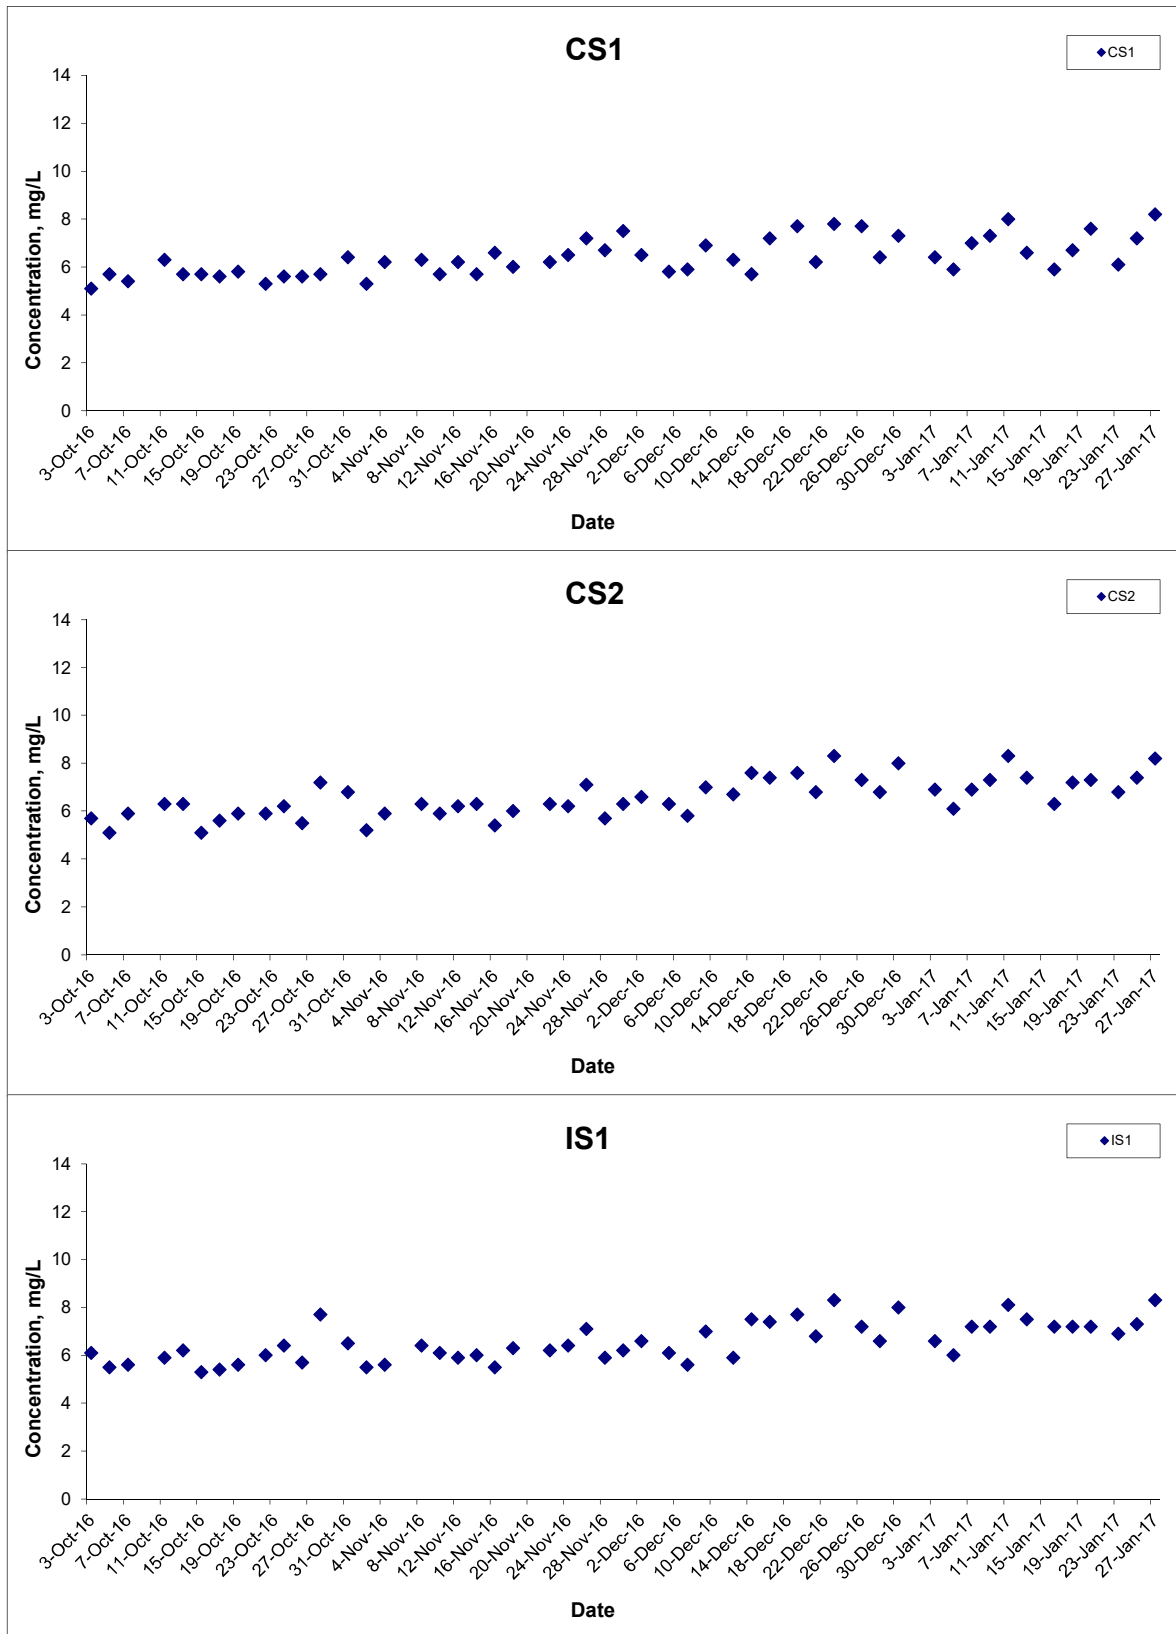 CS1
CS1
14
12
10
8
6
4
2
0
Concentration, mg/L
3-Oct-16
7-Oct-16
11-Oct-16
15-Oct-16
19-Oct-16
23-Oct-16
27-Oct-16
31-Oct-16
4-Nov-16
8-Nov-16
12-Nov-16
16-Nov-16
20-Nov-16
24-Nov-16
28-Nov-16
2-Dec-16
6-Dec-16
10-Dec-16
14-Dec-16
18-Dec-16
22-Dec-16
26-Dec-16
30-Dec-16
3-Jan-17
7-Jan-17
11-Jan-17
15-Jan-17
19-Jan-17
23-Jan-17
27-Jan-17
Date
CS2
CS2
14
12
10
8
6
4
2
0
Concentration, mg/L
3-Oct-16
7-Oct-16
11-Oct-16
15-Oct-16
19-Oct-16
23-Oct-16
27-Oct-16
31-Oct-16
4-Nov-16
8-Nov-16
12-Nov-16
16-Nov-16
20-Nov-16
24-Nov-16
28-Nov-16
2-Dec-16
6-Dec-16
10-Dec-16
14-Dec-16
18-Dec-16
22-Dec-16
26-Dec-16
30-Dec-16
3-Jan-17
7-Jan-17
11-Jan-17
15-Jan-17
19-Jan-17
23-Jan-17
27-Jan-17
Date
IS1
IS1
14
12
10
8
6
4
2
0
Concentration, mg/L
3-Oct-16
7-Oct-16
11-Oct-16
15-Oct-16
19-Oct-16
23-Oct-16
27-Oct-16
31-Oct-16
4-Nov-16
8-Nov-16
12-Nov-16
16-Nov-16
20-Nov-16
24-Nov-16
28-Nov-16
2-Dec-16
6-Dec-16
10-Dec-16
14-Dec-16
18-Dec-16
22-Dec-16
26-Dec-16
30-Dec-16
3-Jan-17
7-Jan-17
11-Jan-17
15-Jan-17
19-Jan-17
23-Jan-17
27-Jan-17
Date